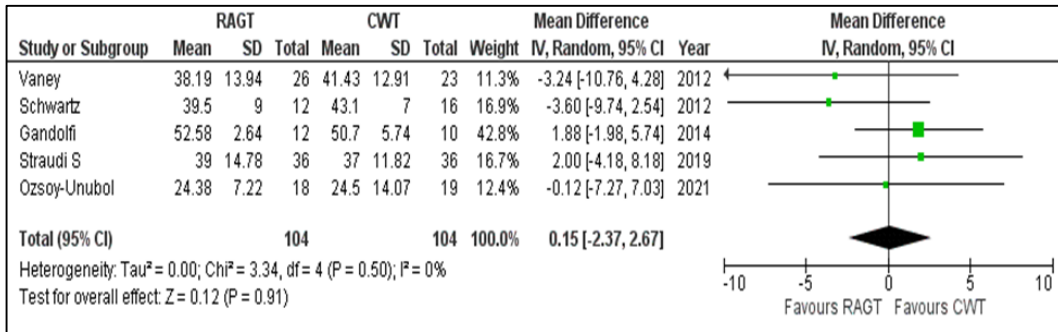 RAGT CWT Mean Difference Mean Difference
Study or Subgroup Mean SD Total Mean SD Total Weight IV, Random, 95% CI Year IV, Random, 95% CI
Vaney 38.19 13.94 26 41.43 12.91 23 11.3% -3.24 [-10.76, 4.28] 2012
Schwartz 39.5 9 12 43.1 7 16 16.9% -3.60 [-9.74, 2.54] 2012
Gandolfi 52.58 2.64 12 50.7 5.74 10 42.8% 1.88 [-1.98, 5.74] 2014
Straudi S 39 14.78 36 37 11.82 36 16.7% 2.00 [-4.18, 8.18] 2019
Ozsoy-Unubol 24.38 7.22 18 24.5 14.07 19 12.4% -0.12 [-7.27, 7.03] 2021
Total (95% CI) 104 104 100.0% 0.15 [-2.37, 2.67]
Heterogeneity: Tau² = 0.00; Chi² = 3.34, df = 4 (P = 0.50); I² = 0%
Test for overall effect: Z = 0.12 (P = 0.91)
-10 -5 0 5 10
Favours RAGT Favours CWT